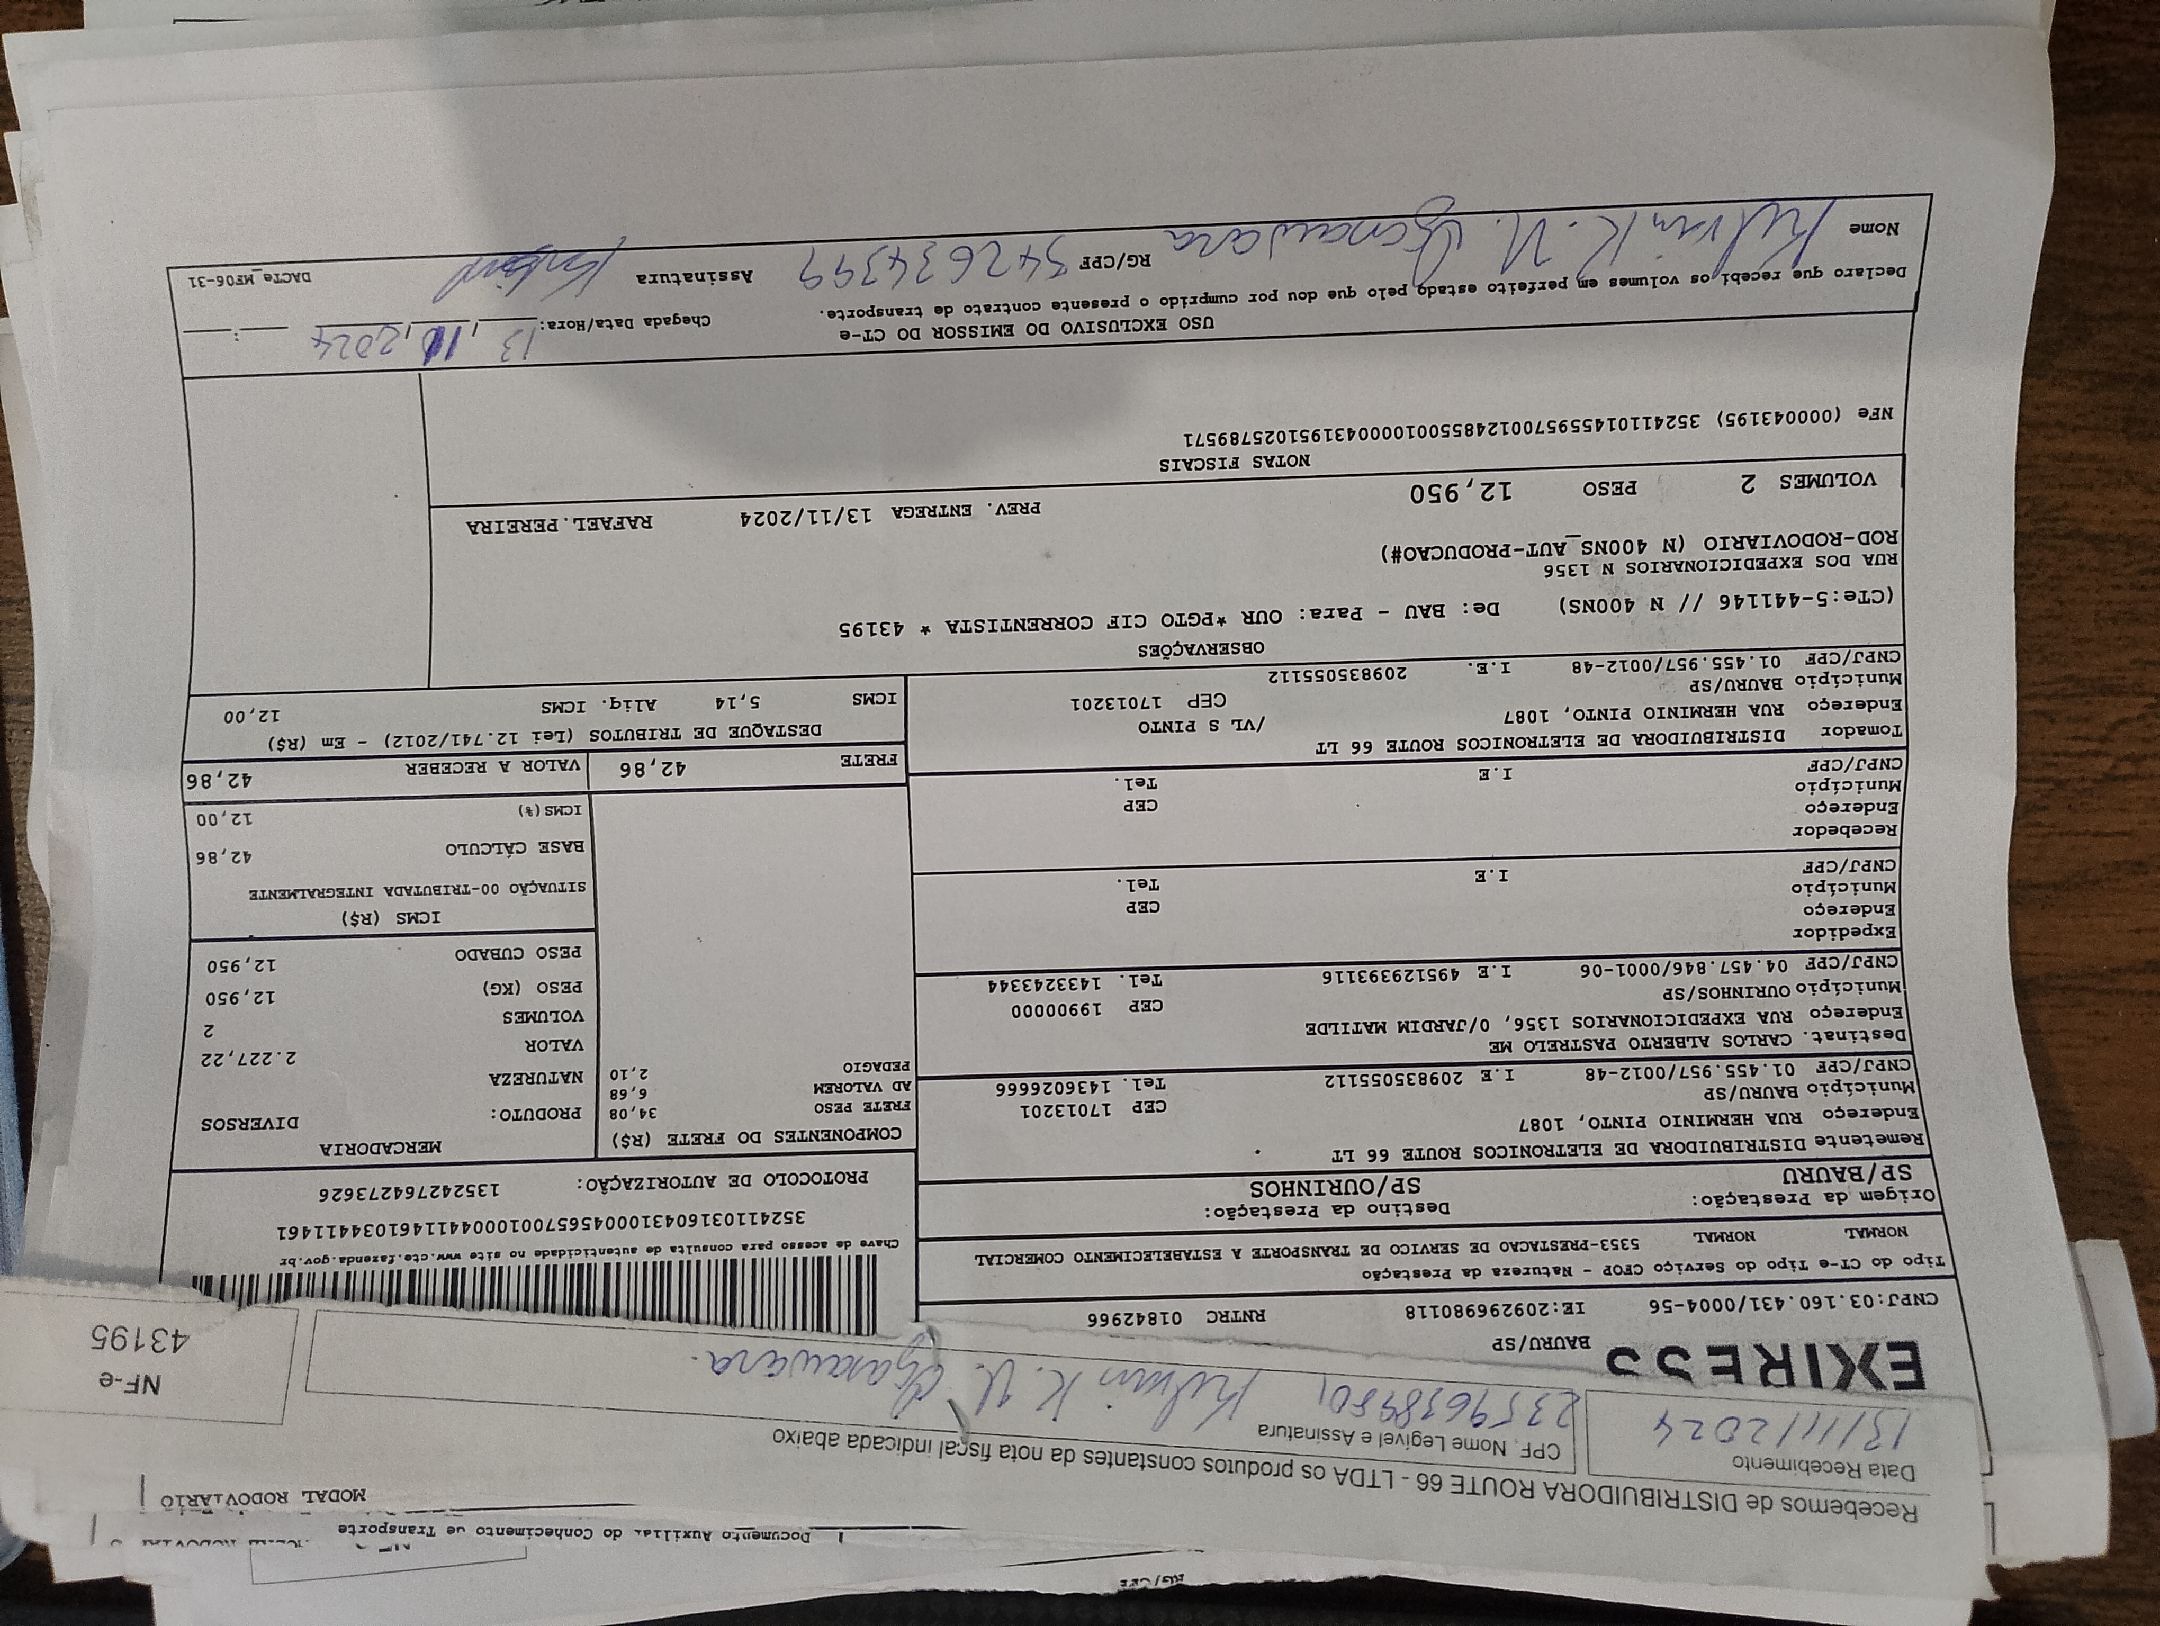 Documento Auxiliar do Conhecimento de Transporte
MODAL RODOVIÁRIO
Recebemos de DISTRIBUIDORA ROUTE 66 - LTDA os produtos constantes da nota fiscal indicada abaixo
Data Recebimento
13/11/2024
CPF, Nome Legível e Assinatura
Kelvin K. U.
NF-e
43195
BAURU/SP
CNPJ:03.160.431/0004-56 IE:209296980118 RNTRC 01842966
Tipo do CT-e Tipo do Serviço CFOP - Natureza da Prestação
NORMAL NORMAL 5353-PRESTACAO DE SERVICO DE TRANSPORTE A ESTABELECIMENTO COMERCIAL
Origem da Prestação: Destino da Prestação:
SP/BAURU SP/OURINHOS
Chave de acesso para consulta de autenticidade no site www.cte.fazenda.gov.br
PROTOCOLO DE AUTORIZAÇÃO: 135242764273626
Remetente DISTRIBUIDORA DE ELETRONICOS ROUTE 66 LT
Endereço RUA HERMINIO PINTO, 1087 CEP 17013201
Município BAURU/SP Tel. 1436026666
CNPJ/CPF 01.455.957/0012-48 I.E 209835055112
Destinat. CARLOS ALBERTO PASTRELO ME
Endereço RUA EXPEDICIONARIOS 1356, 0/JARDIM MATILDE
Município OURINHOS/SP CEP 19900000
CNPJ/CPF 04.457.846/0001-06 I.E 495129393116 Tel. 1433243344
Expedidor
Endereço CEP
Município Tel.
CNPJ/CPF I.E
Recebedor
Endereço
Município CEP
CNPJ/CPF I.E Tel.
Tomador DISTRIBUIDORA DE ELETRONICOS ROUTE 66 LT
Endereço RUA HERMINIO PINTO, 1087 /VL S PINTO
Município BAURU/SP CEP 17013201
CNPJ/CPF 01.455.957/0012-48 I.E. 209835055112
COMPONENTES DO FRETE (R$)
FRETE PESO 34,08
AD VALOREM 6,68
PEDAGIO 2,10
MERCADORIA
PRODUTO: DIVERSOS
NATUREZA
VALOR 2.227,22
VOLUMES 2
PESO (KG) 12,950
PESO CUBADO 12,950
ICMS (R$)
SITUAÇÃO 00-TRIBUTADA INTEGRALMENTE
BASE CÁLCULO 42,86
ICMS(%) 12,00
FRETE 42,86 VALOR A RECEBER 42,86
DESTAQUE DE TRIBUTOS (Lei 12.741/2012) - Em (R$)
ICMS 5,14 Aliq. ICMS 12,00
OBSERVAÇÕES
(CTe:5-441146 // N 400NS) De: BAU - Para: OUR *PGTO CIF CORRENTISTA * 43195
RUA DOS EXPEDICIONARIOS N 1356
ROD-RODOVIARIO (N 400NS_AUT-PRODUCAO#)
PREV. ENTREGA 13/11/2024 RAFAEL.PEREIRA
VOLUMES 2 PESO 12,950
NOTAS FISCAIS
NFe (000043195) 35241101455957001248550010000431951025789571
USO EXCLUSIVO DO EMISSOR DO CT-e
Chegada Data/Hora: 13, 11, 2024
Declaro que recebi os volumes em perfeito estado pelo que dou por cumprido o presente contrato de transporte.
Nome Kelvin K. U. RG/CPF Assinatura
DACTe_MF06-31
RG/CPF